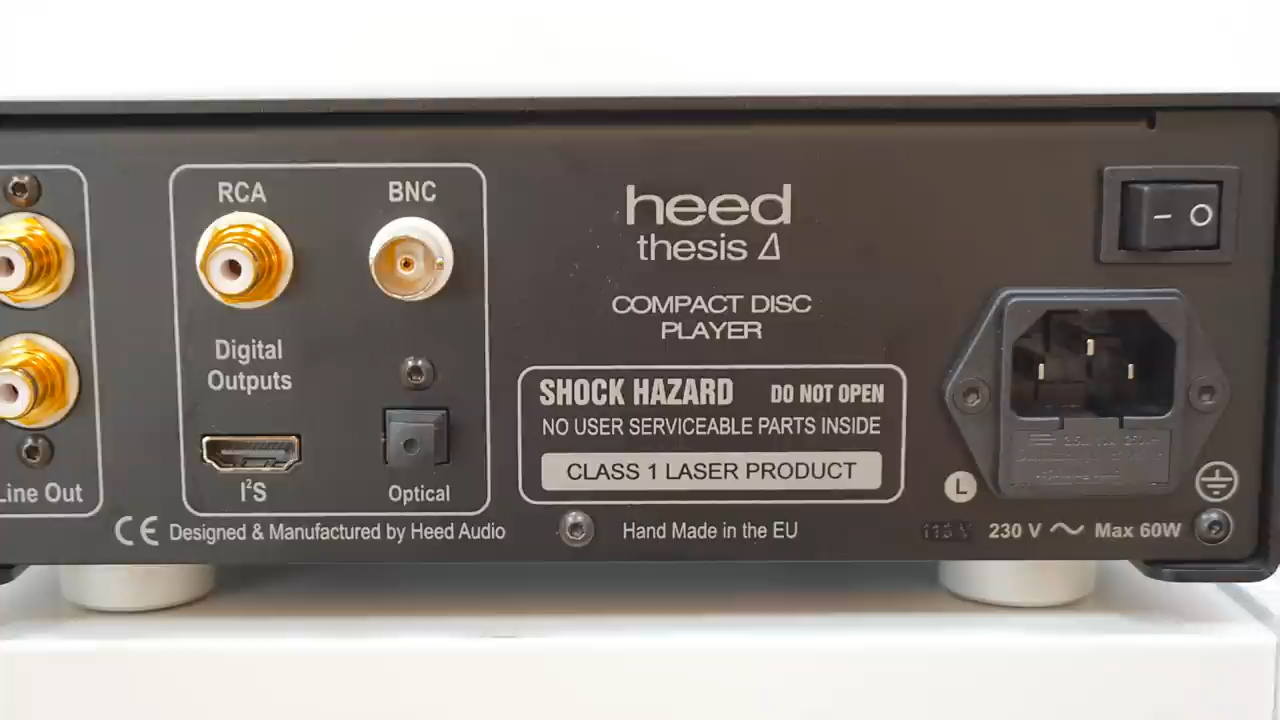 RCA
BNC
Digital
Outputs
I²S
Optical
Line Out
CE Designed & Manufactured by Heed Audio
heed
thesis Δ
COMPACT DISC
PLAYER
SHOCK HAZARD DO NOT OPEN
NO USER SERVICEABLE PARTS INSIDE
CLASS 1 LASER PRODUCT
Hand Made in the EU
L
115 V 230 V ~ Max 60W